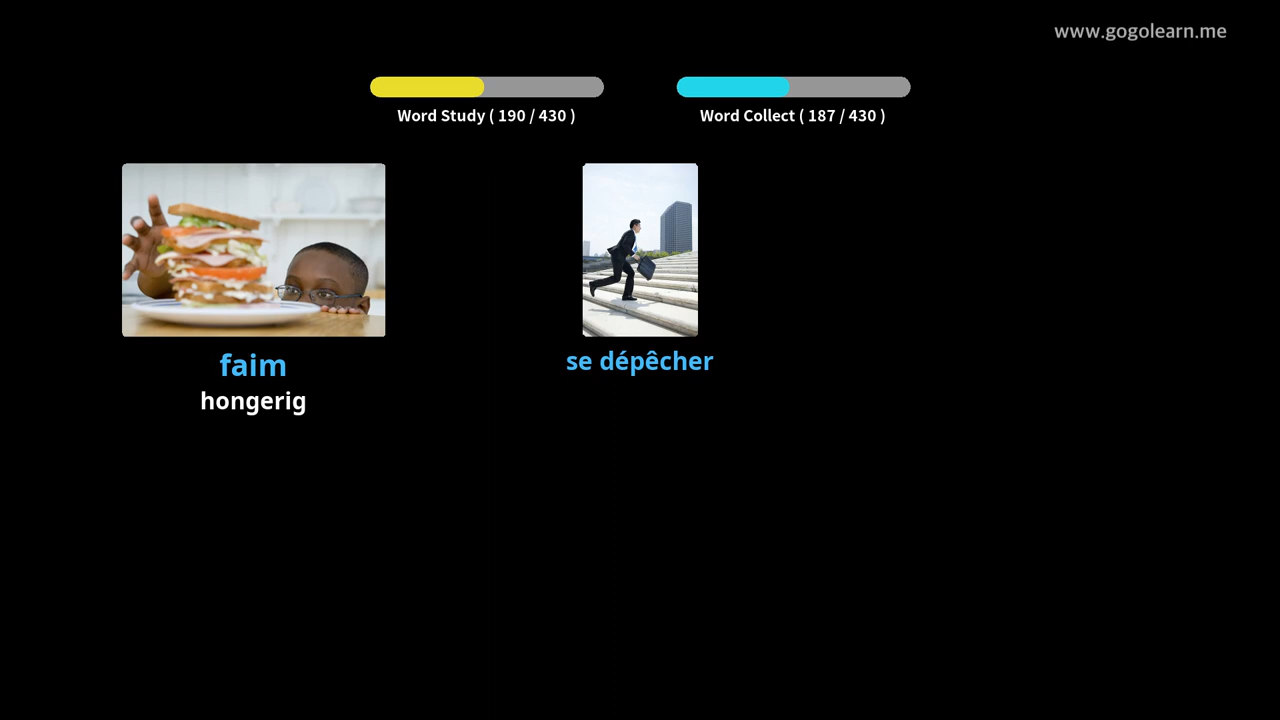 www.gogolearn.me
Word Study ( 190 / 430 )
Word Collect ( 187 / 430 )
faim
hongerig
se dépêcher